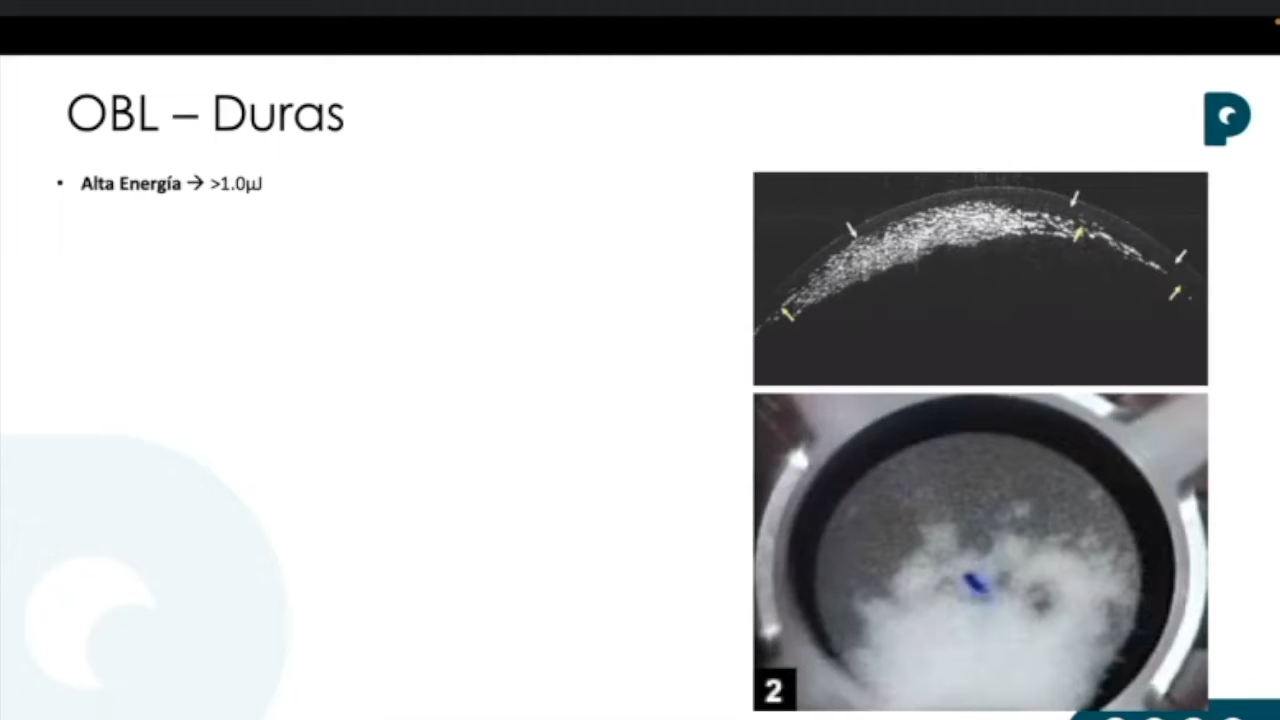 OBL – Duras
• Alta Energía → >1.0µJ
2